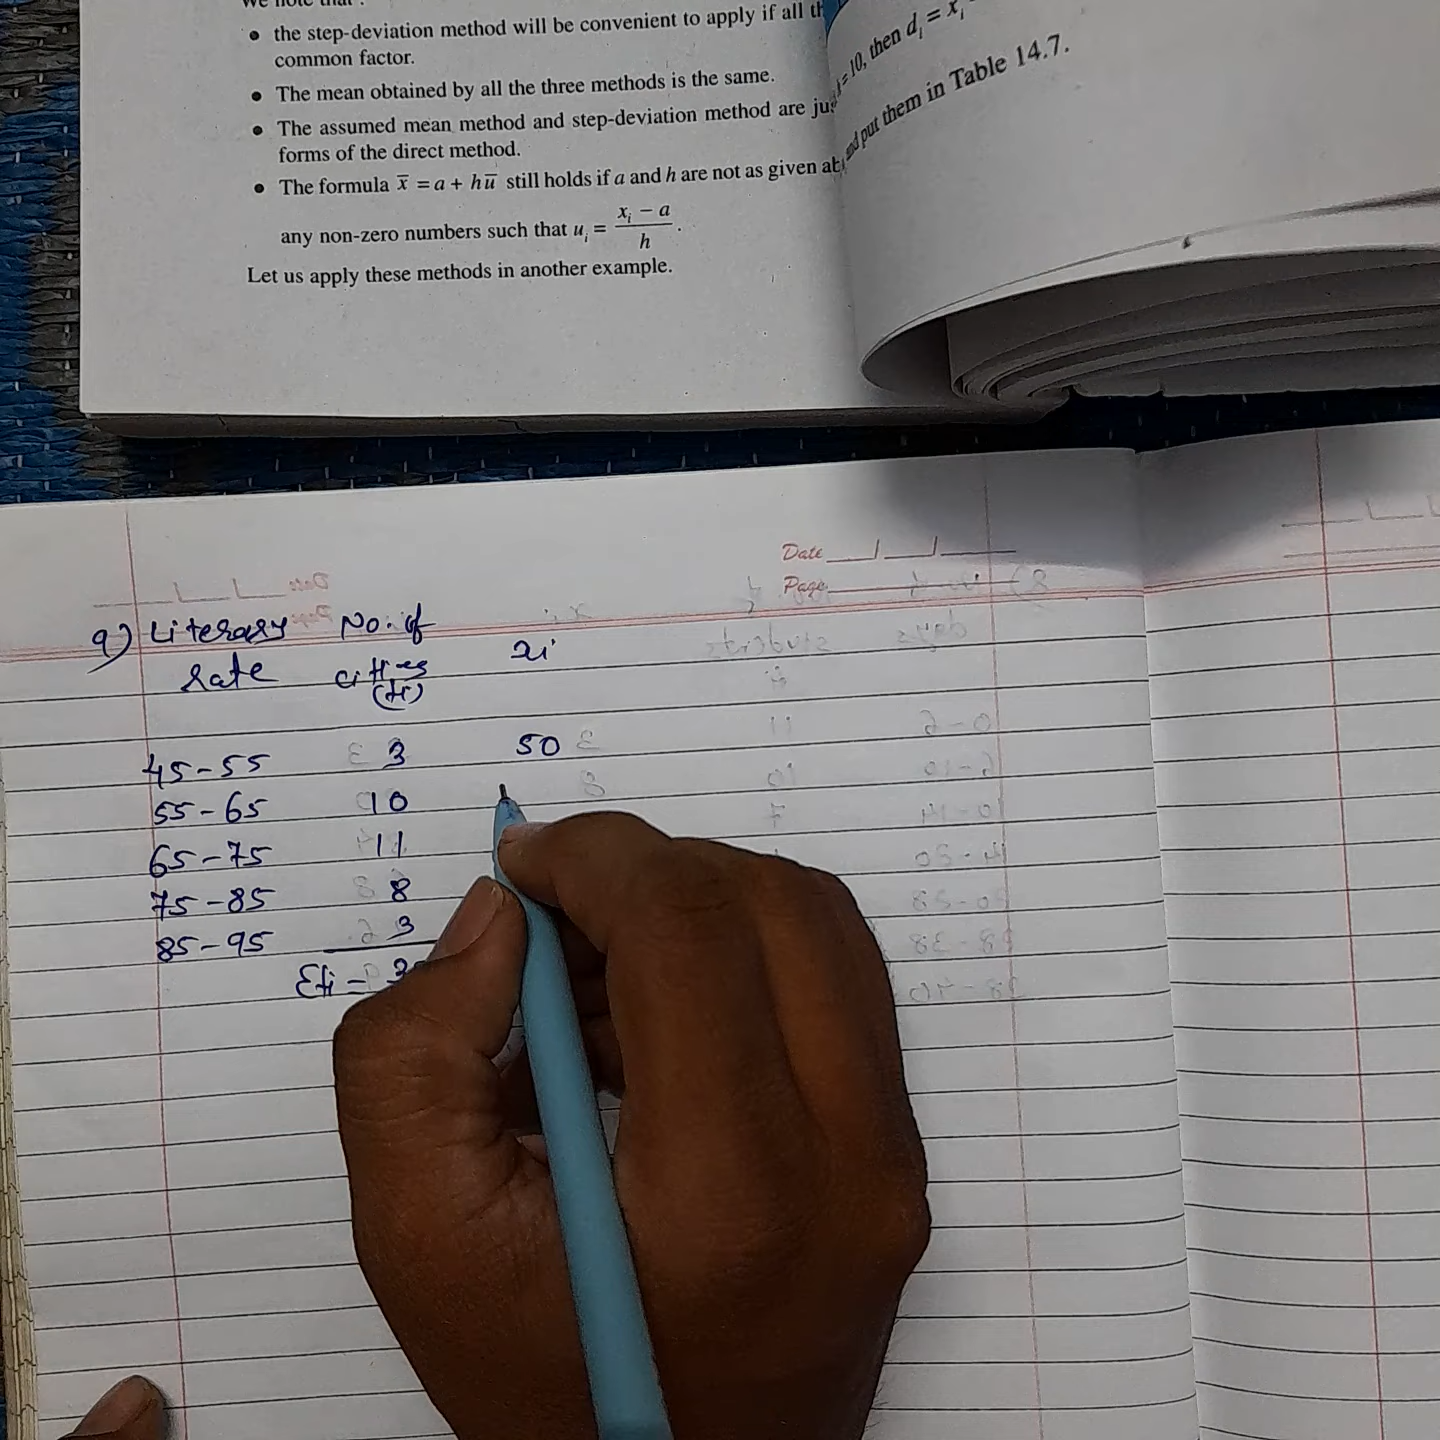 the step-deviation method will be convenient to apply if all th
common factor.
The mean obtained by all the three methods is the same.
The assumed mean method and step-deviation method are jus
forms of the direct method.
The formula x̄ = a + hū still holds if a and h are not as given ab
any non-zero numbers such that uᵢ = (xᵢ − a)/h .
Let us apply these methods in another example.
= 10, then dᵢ = xᵢ
and put them in Table 14.7.
Date
Page
9) Literary rate No. of citties (fi) xi
45-55 3 50
55-65 10
65-75 11
75-85 8
85-95 3
Σfi =